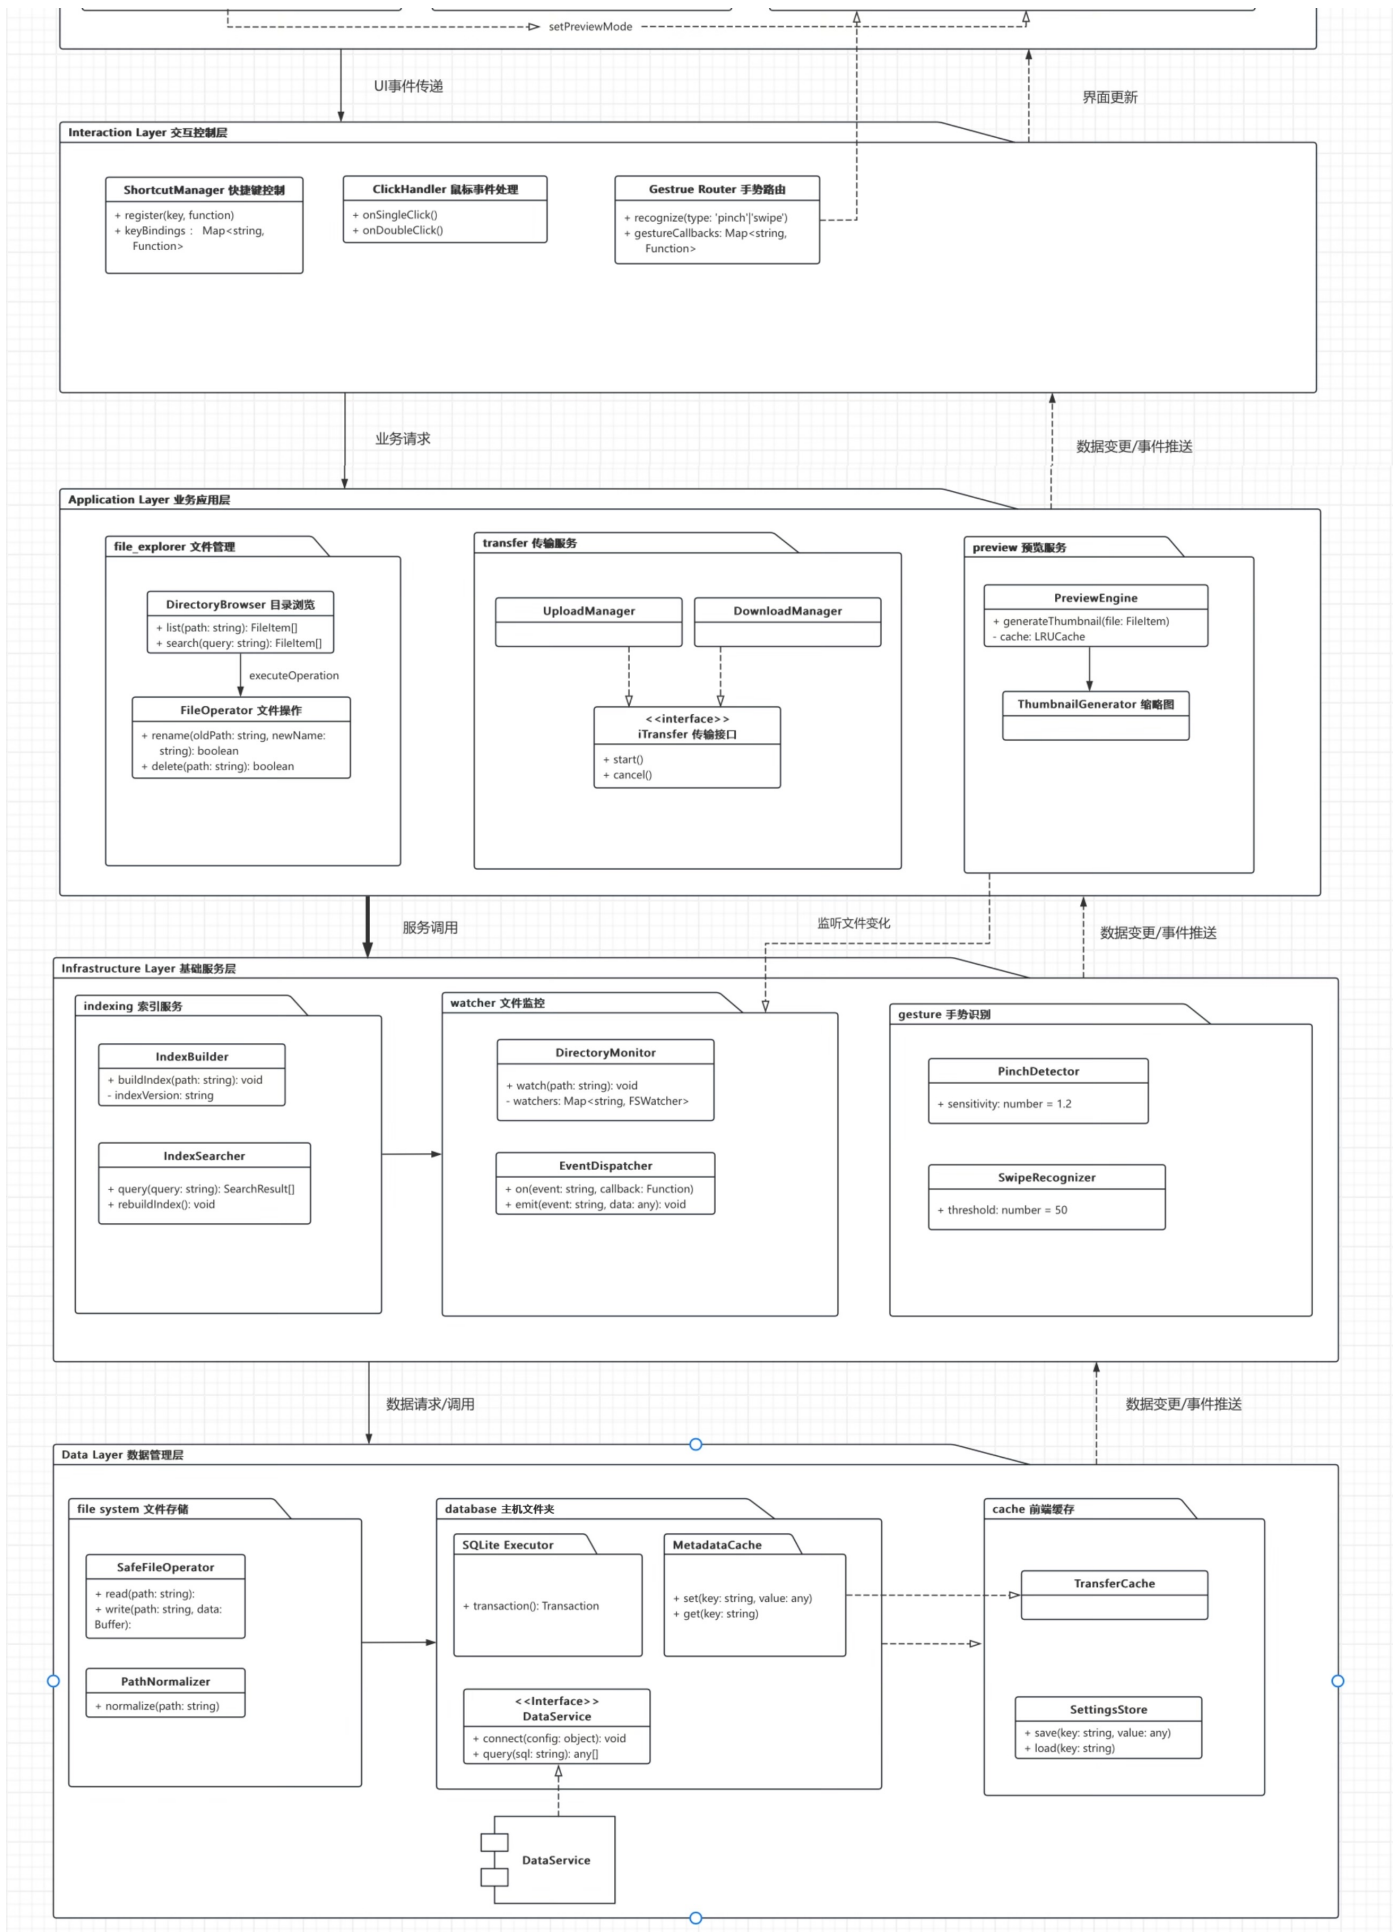 setPreviewMode
UI事件传递
界面更新
Interaction Layer 交互控制层
ShortcutManager 快捷键控制
+ register(key, function)
+ keyBindings： Map<string,
Function>
ClickHandler 鼠标事件处理
+ onSingleClick()
+ onDoubleClick()
Gestrue Router 手势路由
+ recognize(type: 'pinch'|'swipe')
+ gestureCallbacks: Map<string,
Function>
业务请求
数据变更/事件推送
Application Layer 业务应用层
file_explorer 文件管理
DirectoryBrowser 目录浏览
+ list(path: string): FileItem[]
+ search(query: string): FileItem[]
executeOperation
FileOperator 文件操作
+ rename(oldPath: string, newName:
string): boolean
+ delete(path: string): boolean
transfer 传输服务
UploadManager
DownloadManager
<<interface>>
iTransfer 传输接口
+ start()
+ cancel()
preview 预览服务
PreviewEngine
+ generateThumbnail(file: FileItem)
- cache: LRUCache
ThumbnailGenerator 缩略图
服务调用
监听文件变化
数据变更/事件推送
Infrastructure Layer 基础服务层
indexing 索引服务
IndexBuilder
+ buildIndex(path: string): void
- indexVersion: string
IndexSearcher
+ query(query: string): SearchResult[]
+ rebuildIndex(): void
watcher 文件监控
DirectoryMonitor
+ watch(path: string): void
- watchers: Map<string, FSWatcher>
EventDispatcher
+ on(event: string, callback: Function)
+ emit(event: string, data: any): void
gesture 手势识别
PinchDetector
+ sensitivity: number = 1.2
SwipeRecognizer
+ threshold: number = 50
数据请求/调用
数据变更/事件推送
Data Layer 数据管理层
file system 文件存储
SafeFileOperator
+ read(path: string):
+ write(path: string, data:
Buffer):
PathNormalizer
+ normalize(path: string)
database 主机文件夹
SQLite Executor
+ transaction(): Transaction
MetadataCache
+ set(key: string, value: any)
+ get(key: string)
<<Interface>>
DataService
+ connect(config: object): void
+ query(sql: string): any[]
DataService
cache 前端缓存
TransferCache
SettingsStore
+ save(key: string, value: any)
+ load(key: string)